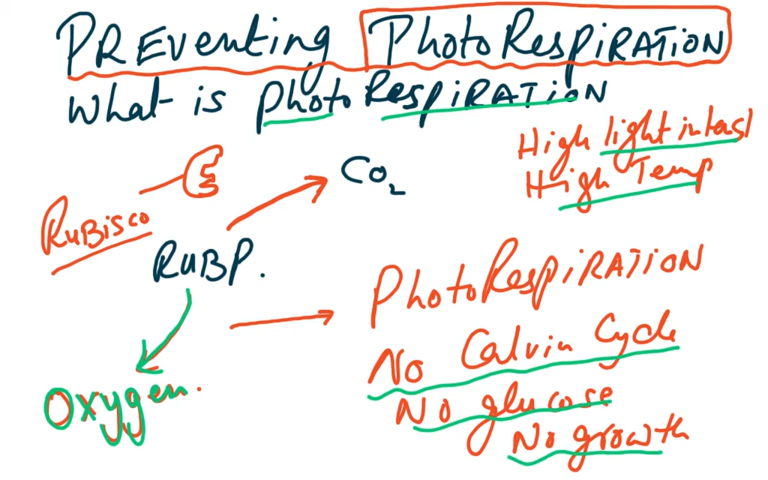 PREventing PhotoRespiRATION
What is photoRespiRATION
High light intens
High Temp
CO2
RuBisco
RuBP.
PhotoRespiRATION
No Calvin Cycle
Oxygen.
No glucose
No growth